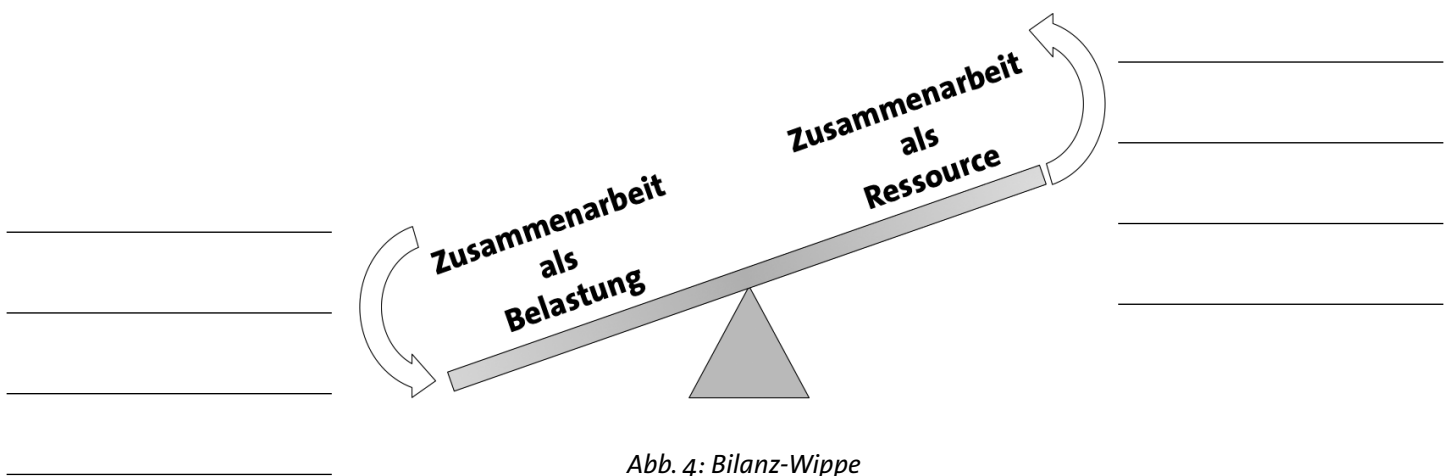 Zusammenarbeit
als
Ressource
Zusammenarbeit
als
Belastung
Abb. 4: Bilanz-Wippe